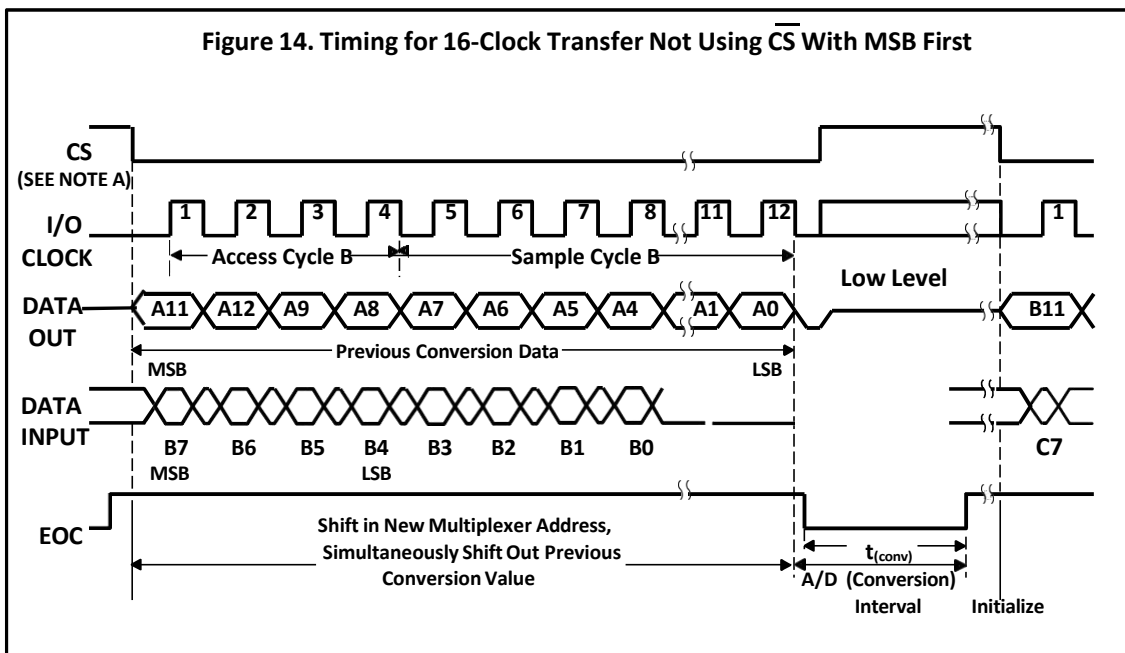 Figure 14. Timing for 16-Clock Transfer Not Using CS With MSB First
CS
(SEE NOTE A)
I/O
CLOCK
1 2 3 4 5 6 7 8 11 12 1
Access Cycle B Sample Cycle B
Low Level
DATA
OUT
A11 A12 A9 A8 A7 A6 A5 A4 A1 A0 B11
Previous Conversion Data
MSB LSB
DATA
INPUT
B7 B6 B5 B4 B3 B2 B1 B0 C7
MSB LSB
EOC
Shift in New Multiplexer Address,
Simultaneously Shift Out Previous
Conversion Value
t(conv)
A/D (Conversion)
Interval
Initialize